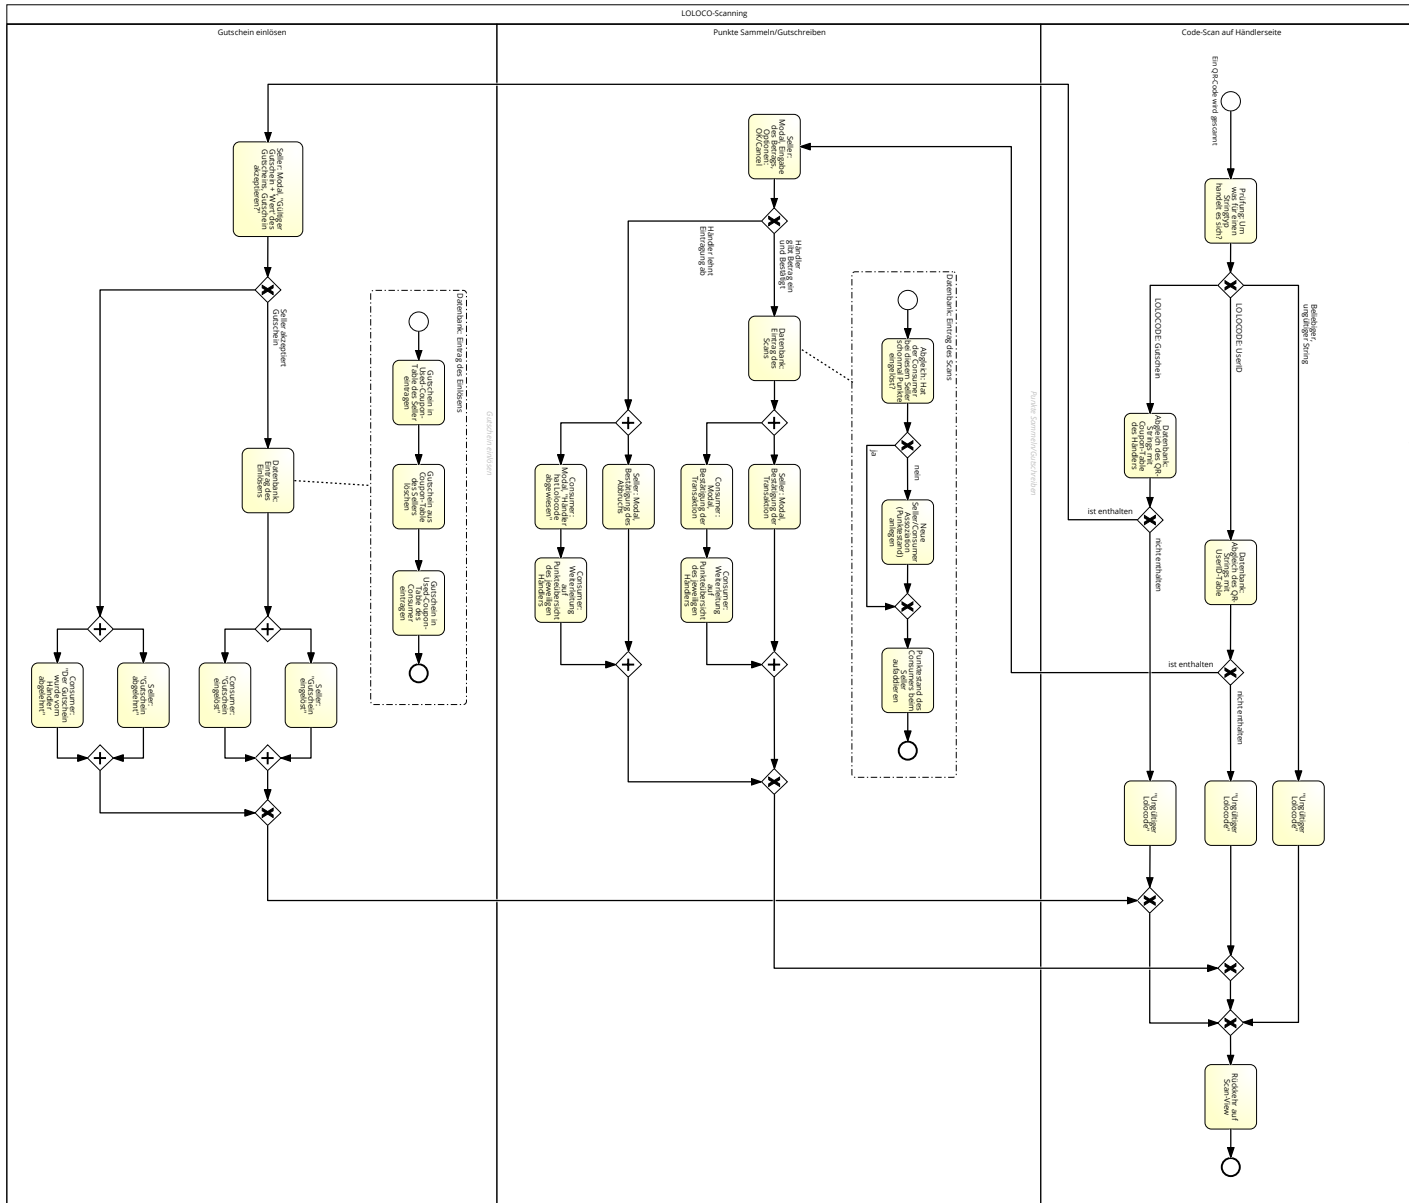 LOLOCO-Scanning
Gutschein einlösen
Punkte Sammeln/Gutschreiben
Code-Scan auf Händlerseite
Ein QR-Code wird gescannt
Prüfung: Um
was für einen
Stringtyp
handelt es sich?
Beliebiger,
ungültiger String
LOLOCODE: UserID
LOLOCODE: Gutschein
Datenbank:
Abgleich des QR-
Strings mit
Coupon-Table
des Händlers
ist enthalten
nicht enthalten
Datenbank:
Abgleich des QR-
Strings mit
UserID-Table
ist enthalten
nicht enthalten
"Ungültiger
Lolocode"
"Ungültiger
Lolocode"
"Ungültiger
Lolocode"
Rückkehr auf
Scan-View
Punkte Sammeln/Gutschreiben
Seller:
Modal, Eingabe
des Betrags,
Optionen:
OK/Cancel
Händler
gibt Betrag ein
und Bestätigt
Händler lehnt
Eintragung ab
Datenbank:
Eintrag des
Scans
Datenbank: Eintrag des Scans
Abgleich: Hat
der Consumer
bei diesem Seller
schonmal Punkte
eingelöst?
nein
ja
Neue
Seller/Consumer
Assoziation
(Punktestand)
anlegen
Punktestand des
Consumers beim
Seller
aufaddieren
Seller: Modal,
Bestätigung der
Transaktion
Consumer:
Modal,
Bestätigung der
Transaktion
Consumer:
Weiterleitung
auf
Punkteübersicht
des jeweiligen
Händlers
Seller: Modal,
Bestätigung des
Abbruchs
Consumer:
Modal, "Händler
hat Lolocode
abgewiesen"
Consumer:
Weiterleitung
auf
Punkteübersicht
des jeweiligen
Händlers
Gutschein einlösen
Seller: Modal, "Gültiger
Gutschein + 'Wert' des
Gutscheins, Gutschein
akzeptieren?"
Seller akzeptiert
Gutschein
Datenbank:
Eintrag des
Einlösens
Datenbank: Eintrag des Einlösens
Gutschein in
Used-Coupon-
Table des Seller
eintragen
Gutschein aus
Coupon-Table
des Sellers
löschen
Gutschein in
Used-Coupon-
Table des
Consumer
eintragen
Seller:
"Gutschein
eingelöst"
Consumer:
"Gutschein
eingelöst"
Seller:
"Gutschein
abgelehnt"
Consumer:
"Der Gutschein
wurde vom
Händler
abgelehnt"